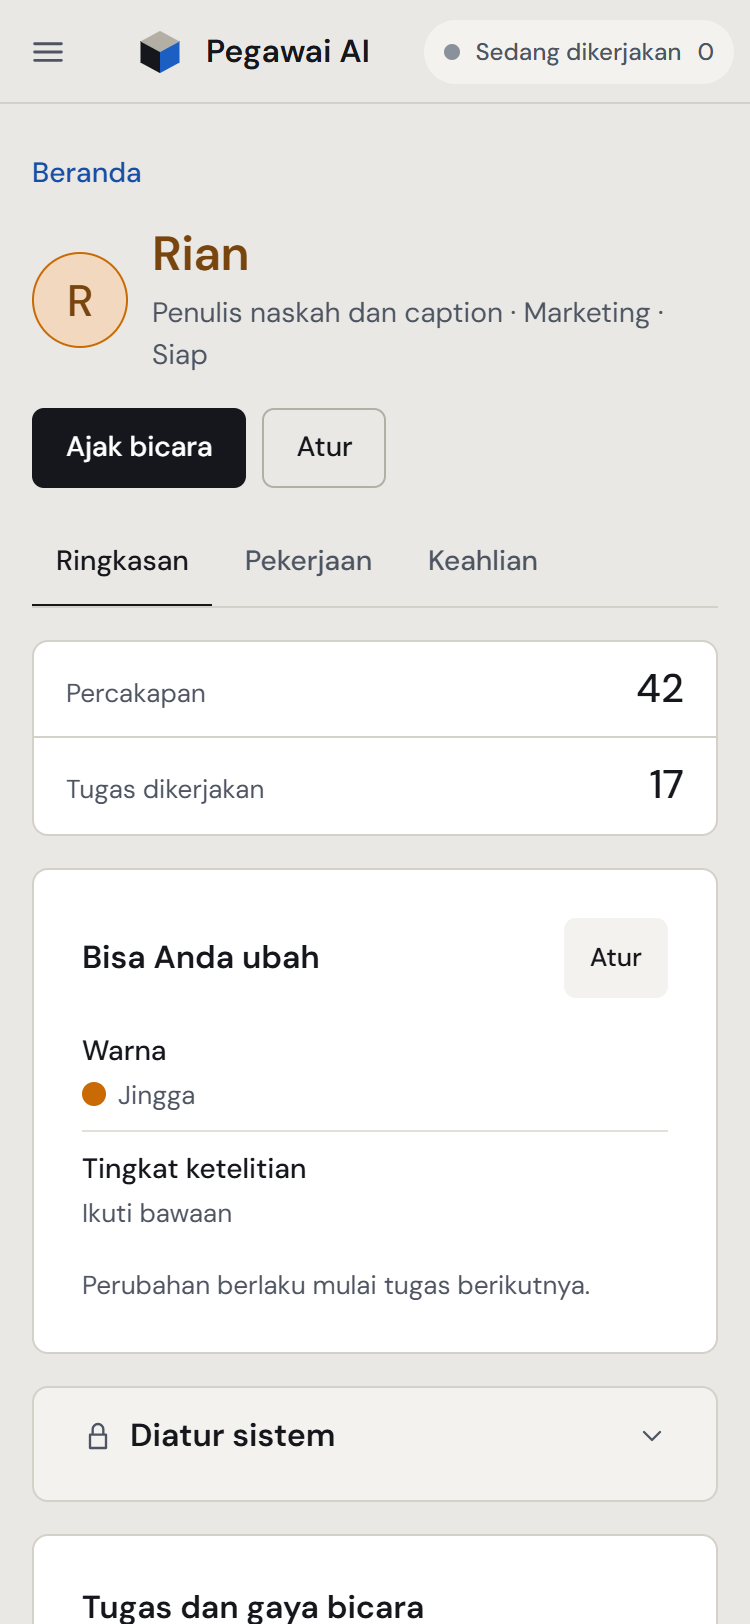 Pegawai AI
Sedang dikerjakan 0
Beranda
R
Rian
Penulis naskah dan caption · Marketing ·
Siap
Ajak bicara
Atur
Ringkasan
Pekerjaan
Keahlian
Percakapan 42
Tugas dikerjakan 17
Bisa Anda ubah
Atur
Warna
Jingga
Tingkat ketelitian
Ikuti bawaan
Perubahan berlaku mulai tugas berikutnya.
Diatur sistem
Tugas dan gaya bicara